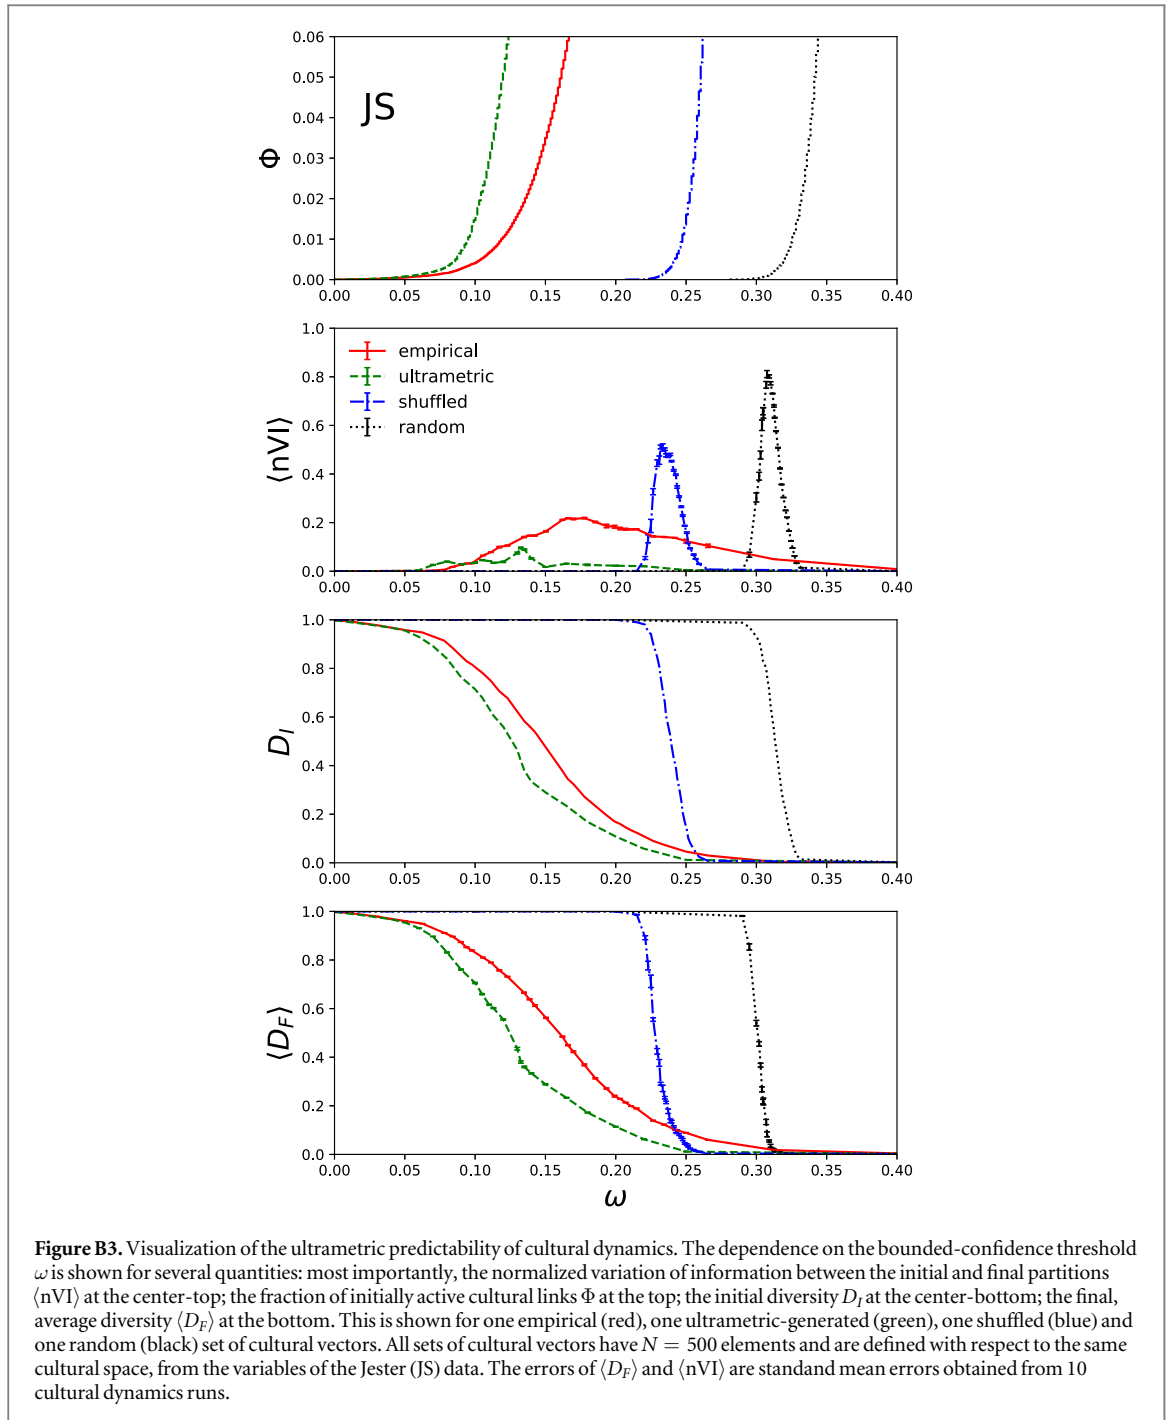 0.06
0.05
0.04
0.03
0.02
0.01
0.00
Φ
JS
0.00 0.05 0.10 0.15 0.20 0.25 0.30 0.35 0.40
1.0
0.8
0.6
0.4
0.2
0.0
⟨nVI⟩
empirical
ultrametric
shuffled
random
0.00 0.05 0.10 0.15 0.20 0.25 0.30 0.35 0.40
1.0
0.8
0.6
0.4
0.2
0.0
D_I
0.00 0.05 0.10 0.15 0.20 0.25 0.30 0.35 0.40
1.0
0.8
0.6
0.4
0.2
0.0
⟨D_F⟩
0.00 0.05 0.10 0.15 0.20 0.25 0.30 0.35 0.40
ω
Figure B3. Visualization of the ultrametric predictability of cultural dynamics. The dependence on the bounded-confidence threshold
ω is shown for several quantities: most importantly, the normalized variation of information between the initial and final partitions
⟨nVI⟩ at the center-top; the fraction of initially active cultural links Φ at the top; the initial diversity D_I at the center-bottom; the final,
average diversity ⟨D_F⟩ at the bottom. This is shown for one empirical (red), one ultrametric-generated (green), one shuffled (blue) and
one random (black) set of cultural vectors. All sets of cultural vectors have N = 500 elements and are defined with respect to the same
cultural space, from the variables of the Jester (JS) data. The errors of ⟨D_F⟩ and ⟨nVI⟩ are standand mean errors obtained from 10
cultural dynamics runs.